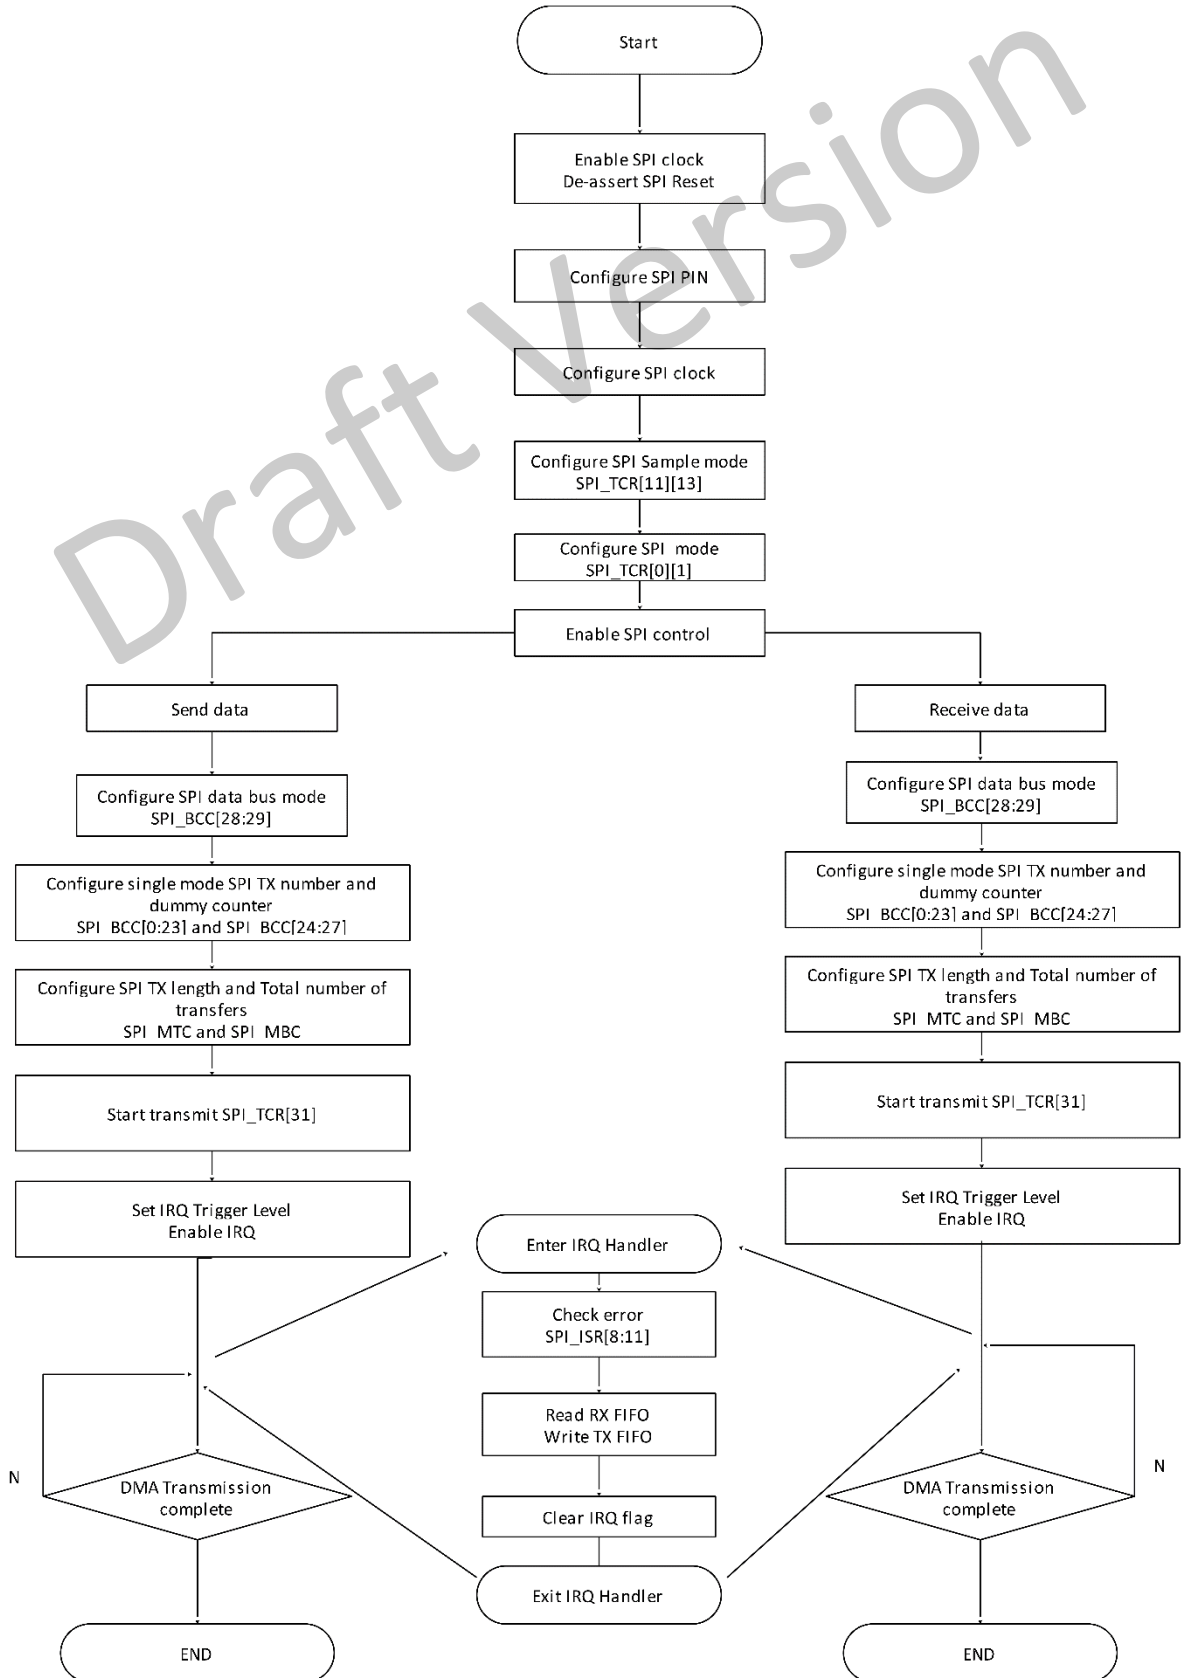 Start
Enable SPI clock
De-assert SPI Reset
Configure SPI PIN
Configure SPI clock
Configure SPI Sample mode
SPI_TCR[11][13]
Configure SPI mode
SPI_TCR[0][1]
Enable SPI control
Send data
Configure SPI data bus mode
SPI_BCC[28:29]
Configure single mode SPI TX number and
dummy counter
SPI_BCC[0:23] and SPI_BCC[24:27]
Configure SPI TX length and Total number of
transfers
SPI_MTC and SPI_MBC
Start transmit SPI_TCR[31]
Set IRQ Trigger Level
Enable IRQ
N
DMA Transmission
complete
END
Enter IRQ Handler
Check error
SPI_ISR[8:11]
Read RX FIFO
Write TX FIFO
Clear IRQ flag
Exit IRQ Handler
Receive data
Configure SPI data bus mode
SPI_BCC[28:29]
Configure single mode SPI TX number and
dummy counter
SPI_BCC[0:23] and SPI_BCC[24:27]
Configure SPI TX length and Total number of
transfers
SPI_MTC and SPI_MBC
Start transmit SPI_TCR[31]
Set IRQ Trigger Level
Enable IRQ
N
DMA Transmission
complete
END
Draft Version